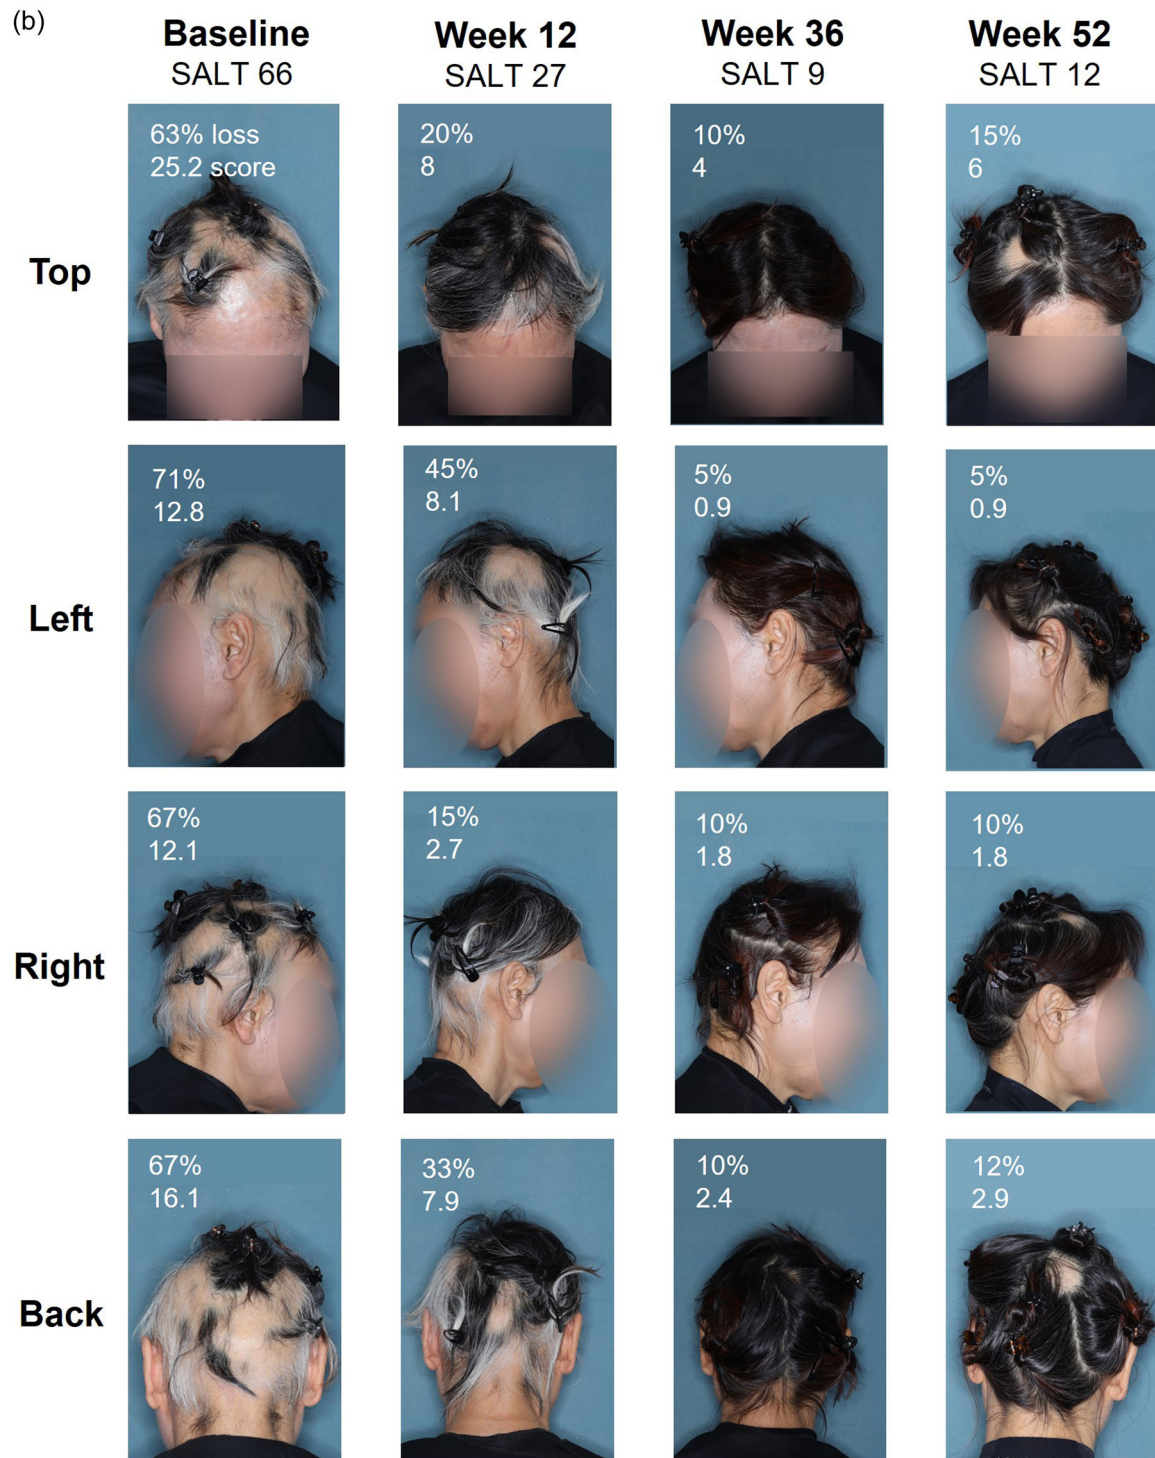 (b)
Baseline
SALT 66
Week 12
SALT 27
Week 36
SALT 9
Week 52
SALT 12
Top
63% loss
25.2 score
20%
8
10%
4
15%
6
Left
71%
12.8
45%
8.1
5%
0.9
5%
0.9
Right
67%
12.1
15%
2.7
10%
1.8
10%
1.8
Back
67%
16.1
33%
7.9
10%
2.4
12%
2.9